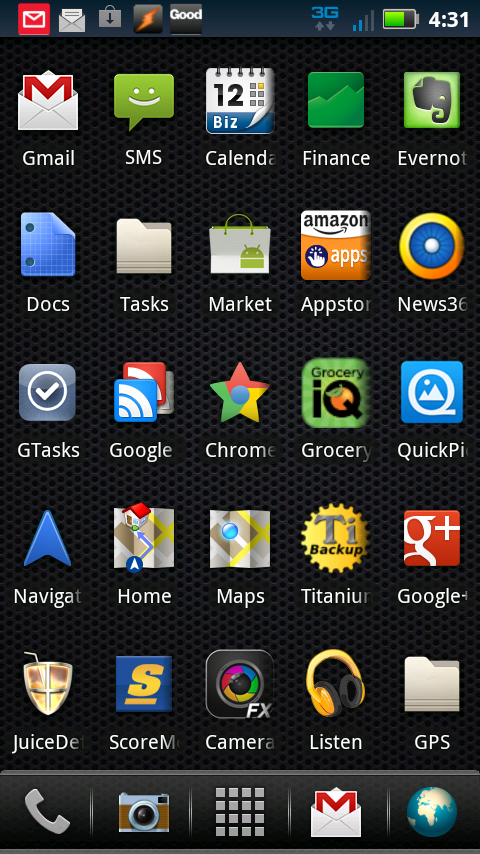 Good 3G 4:31
12
Biz
Gmail SMS Calenda Finance Evernot
amazon
apps
Docs Tasks Market Appstor News36
Grocery
iQ
GTasks Google Chrome Grocery QuickPi
Ti
Backup
g+
Navigat Home Maps Titaniur Google+
S
FX
JuiceDe ScoreM Camera Listen GPS